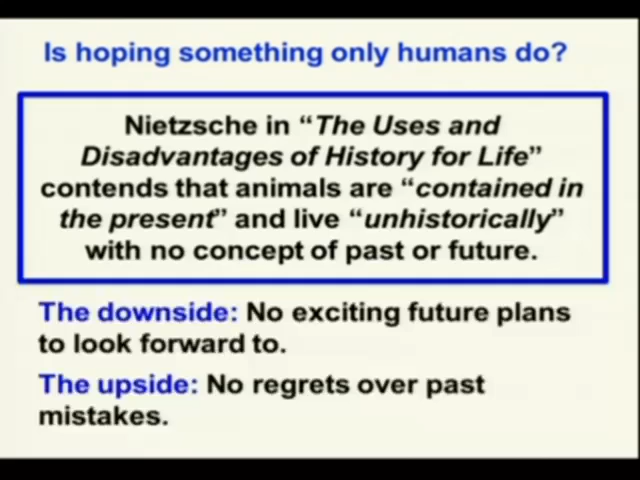 Is hoping something only humans do?
Nietzsche in “The Uses and
Disadvantages of History for Life”
contends that animals are “contained in
the present” and live “unhistorically”
with no concept of past or future.
The downside: No exciting future plans
to look forward to.
The upside: No regrets over past
mistakes.